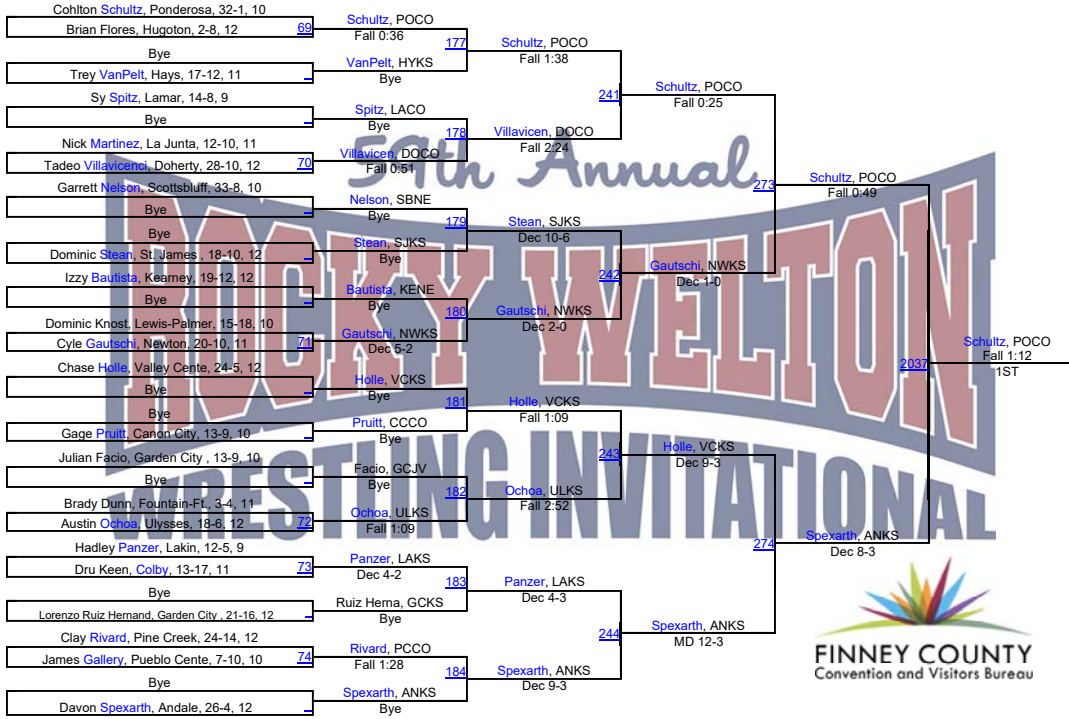 Cohlton Schultz, Ponderosa, 32-1, 10
Brian Flores, Hugoton, 2-8, 12
69
Bye
Trey VanPelt, Hays, 17-12, 11
Sy Spitz, Lamar, 14-8, 9
Bye
Nick Martinez, La Junta, 12-10, 11
Tadeo Villavicenci, Doherty, 28-10, 12
70
Garrett Nelson, Scottsbluff, 33-8, 10
Bye
Bye
Dominic Stean, St. James , 18-10, 12
Izzy Bautista, Kearney, 19-12, 12
Bye
Dominic Knost, Lewis-Palmer, 15-18, 10
Cyle Gautschi, Newton, 20-10, 11
71
Chase Holle, Valley Cente, 24-5, 12
Bye
Bye
Gage Pruitt, Canon City, 13-9, 10
Julian Facio, Garden City , 13-9, 10
Bye
Brady Dunn, Fountain-Ft., 3-4, 11
Austin Ochoa, Ulysses, 18-6, 12
72
Hadley Panzer, Lakin, 12-5, 9
Dru Keen, Colby, 13-17, 11
73
Bye
Lorenzo Ruiz Hernand, Garden City , 21-16, 12
Clay Rivard, Pine Creek, 24-14, 12
James Gallery, Pueblo Cente, 7-10, 10
74
Bye
Davon Spexarth, Andale, 26-4, 12
Schultz, POCO
Fall 0:36
177
VanPelt, HYKS
Bye
Spitz, LACO
Bye
178
Villavicen, DOCO
Fall 0:51
Nelson, SBNE
Bye
179
Stean, SJKS
Bye
Bautista, KENE
Bye
180
Gautschi, NWKS
Dec 5-2
Holle, VCKS
Bye
181
Pruitt, CCCO
Bye
Facio, GCJV
Bye
182
Ochoa, ULKS
Fall 1:09
Panzer, LAKS
Dec 4-2
183
Ruiz Herna, GCKS
Bye
Rivard, PCCO
Fall 1:28
184
Spexarth, ANKS
Bye
Schultz, POCO
Fall 1:38
241
Villavicen, DOCO
Fall 2:24
Stean, SJKS
Dec 10-6
242
Gautschi, NWKS
Dec 2-0
Holle, VCKS
Fall 1:09
243
Ochoa, ULKS
Fall 2:52
Panzer, LAKS
Dec 4-3
244
Spexarth, ANKS
Dec 9-3
Schultz, POCO
Fall 0:25
273
Gautschi, NWKS
Dec 1-0
Holle, VCKS
Dec 9-3
274
Spexarth, ANKS
MD 12-3
Schultz, POCO
Fall 0:49
2037
Spexarth, ANKS
Dec 8-3
Schultz, POCO
Fall 1:12
1ST
59th Annual
ROCKY WELTON
WRESTLING INVITATIONAL
FINNEY COUNTY
Convention and Visitors Bureau